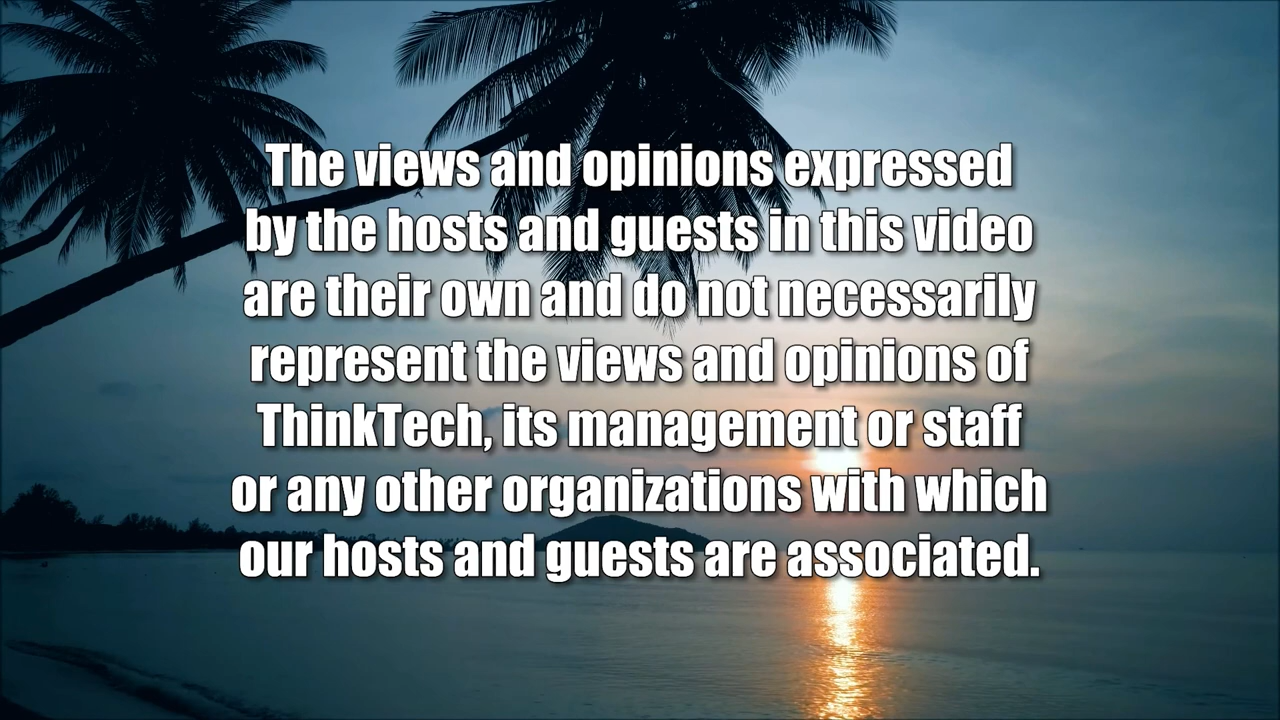 The views and opinions expressed
by the hosts and guests in this video
are their own and do not necessarily
represent the views and opinions of
ThinkTech, its management or staff
or any other organizations with which
our hosts and guests are associated.